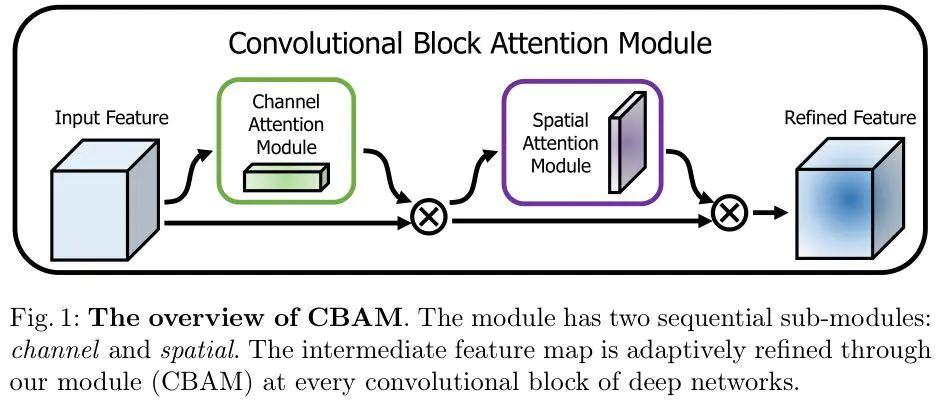 Convolutional Block Attention Module
Input Feature
Channel
Attention
Module
Spatial
Attention
Module
Refined Feature
Fig. 1: The overview of CBAM. The module has two sequential sub-modules:
channel and spatial. The intermediate feature map is adaptively refined through
our module (CBAM) at every convolutional block of deep networks.